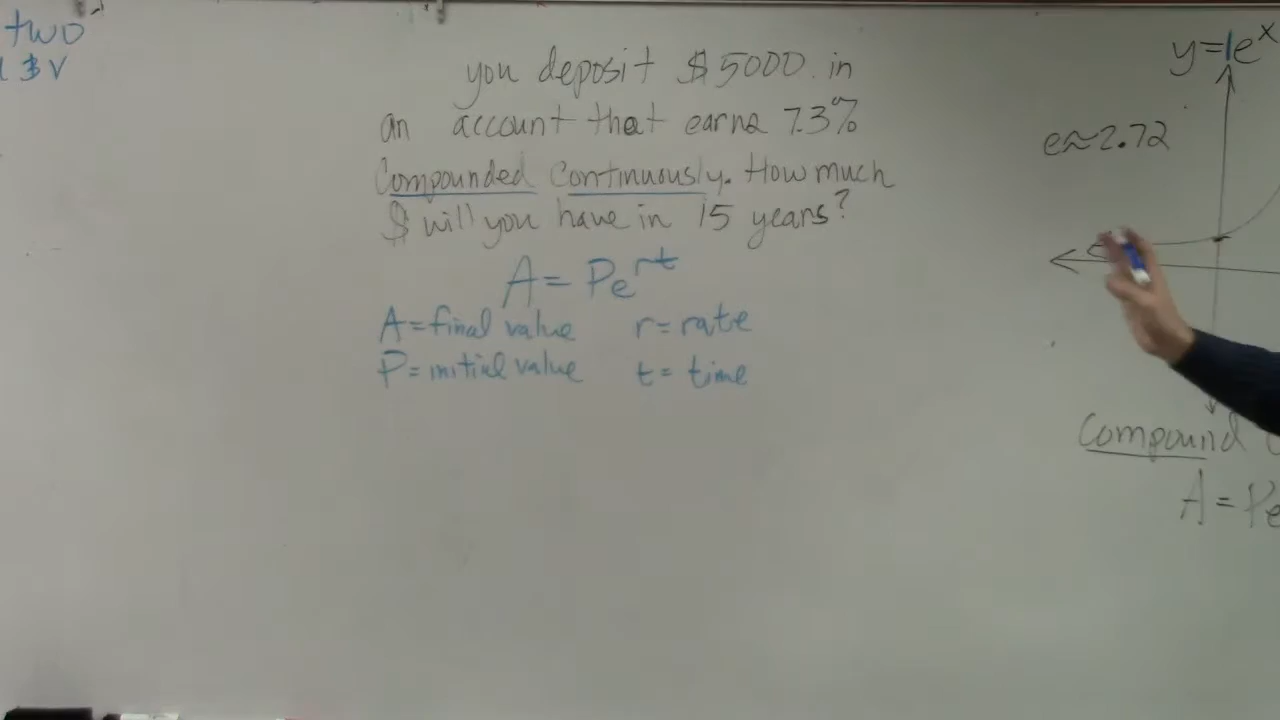 two
& V
you deposit $5000 in
an account that earns 7.3%
Compounded Continuously. How much
$ will you have in 15 years?
A = Pe^rt
A = final value r = rate
P = initial value t = time
y = 1e^x
e ≈ 2.72
Compound
A = Pe